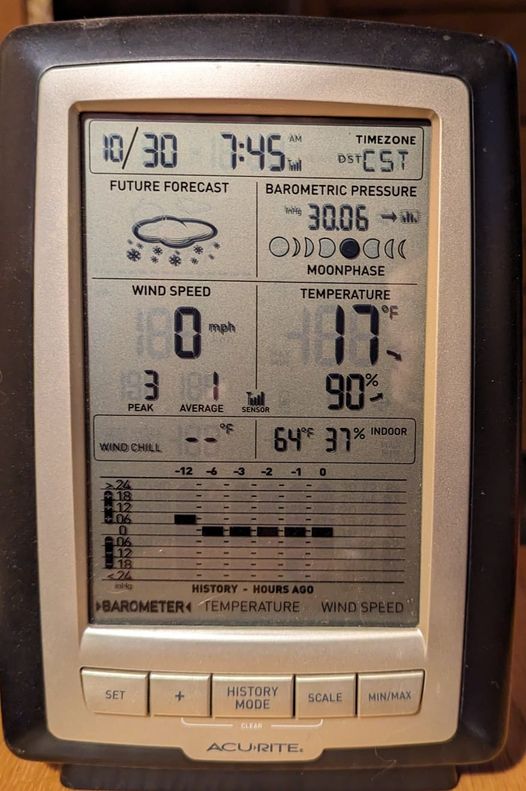 10/30 7:45 AM TIMEZONE DST CST
FUTURE FORECAST BAROMETRIC PRESSURE
inHg 30.06
MOONPHASE
WIND SPEED TEMPERATURE
0 mph 17 °F
3 1 90%
PEAK AVERAGE SENSOR
WIND CHILL --°F 64°F 37% INDOOR
-12 -6 -3 -2 -1 0
>.24
.18
.12
.06
0
.06
.12
.18
<.24
inHg HISTORY - HOURS AGO
BAROMETER TEMPERATURE WIND SPEED
SET + HISTORY MODE SCALE MIN/MAX
CLEAR
ACU›RITE